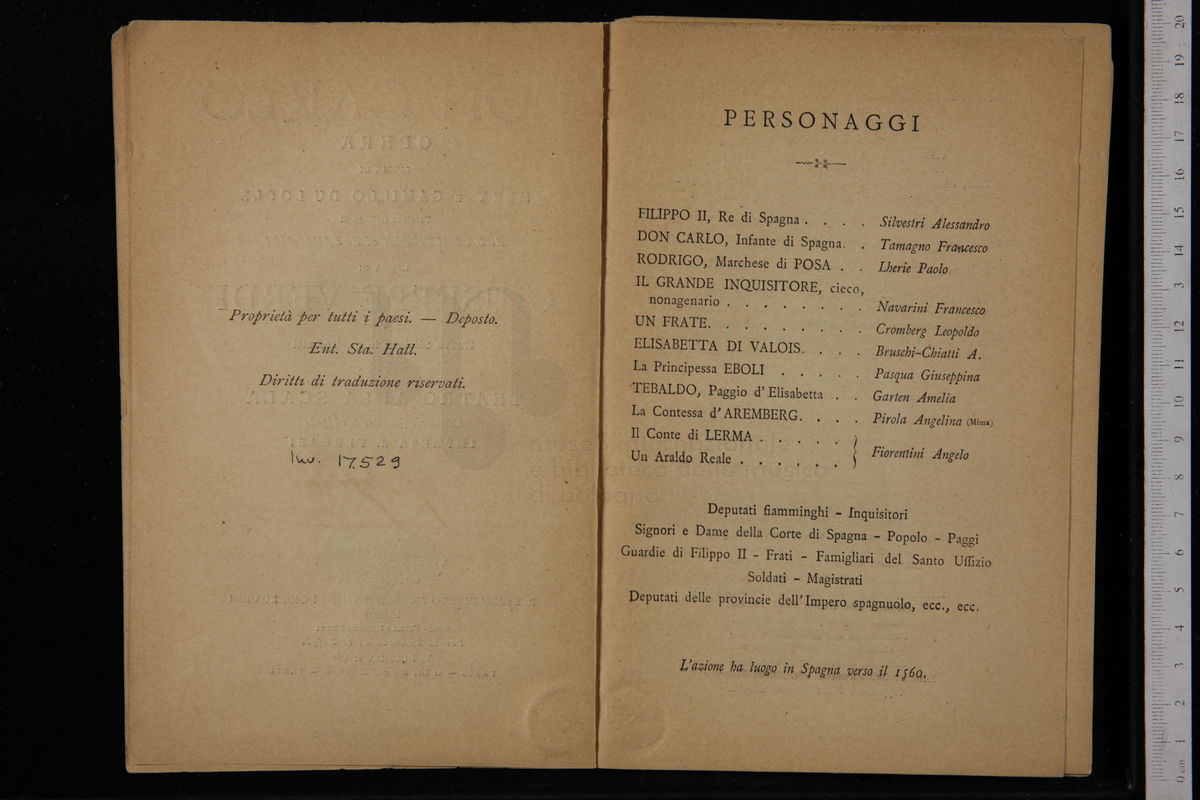 Proprietà per tutti i paesi. — Deposto.
Ent. Sta. Hall.
Diritti di traduzione riservati.
Inv. 17529
PERSONAGGI
FILIPPO II, Re di Spagna . . . . Silvestri Alessandro
DON CARLO, Infante di Spagna. . Tamagno Francesco
RODRIGO, Marchese di POSA . . Lherie Paolo
IL GRANDE INQUISITORE, cieco,
nonagenario . . . . . . . . Navarini Francesco
UN FRATE. . . . . . . . . Cromberg Leopoldo
ELISABETTA DI VALOIS. . . . Bruschi-Chiatti A.
La Principessa EBOLI . . . . . Pasqua Giuseppina
TEBALDO, Paggio d'Elisabetta . . Garten Amelia
La Contessa d'AREMBERG. . . . Pirola Angelina (Mima)
Il Conte di LERMA . . . . . }
Un Araldo Reale . . . . . . } Fiorentini Angelo
Deputati fiamminghi - Inquisitori
Signori e Dame della Corte di Spagna - Popolo - Paggi
Guardie di Filippo II - Frati - Famigliari del Santo Uffizio
Soldati - Magistrati
Deputati delle provincie dell'Impero spagnuolo, ecc., ecc.
L'azione ha luogo in Spagna verso il 1560.